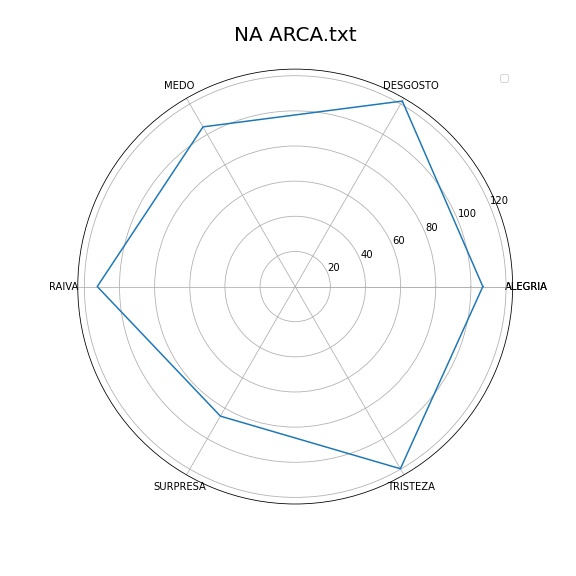 NA ARCA.txt
MEDO
DESGOSTO
120
100
80
60
40
20
RAIVA
ALEGRIA
SURPRESA
TRISTEZA